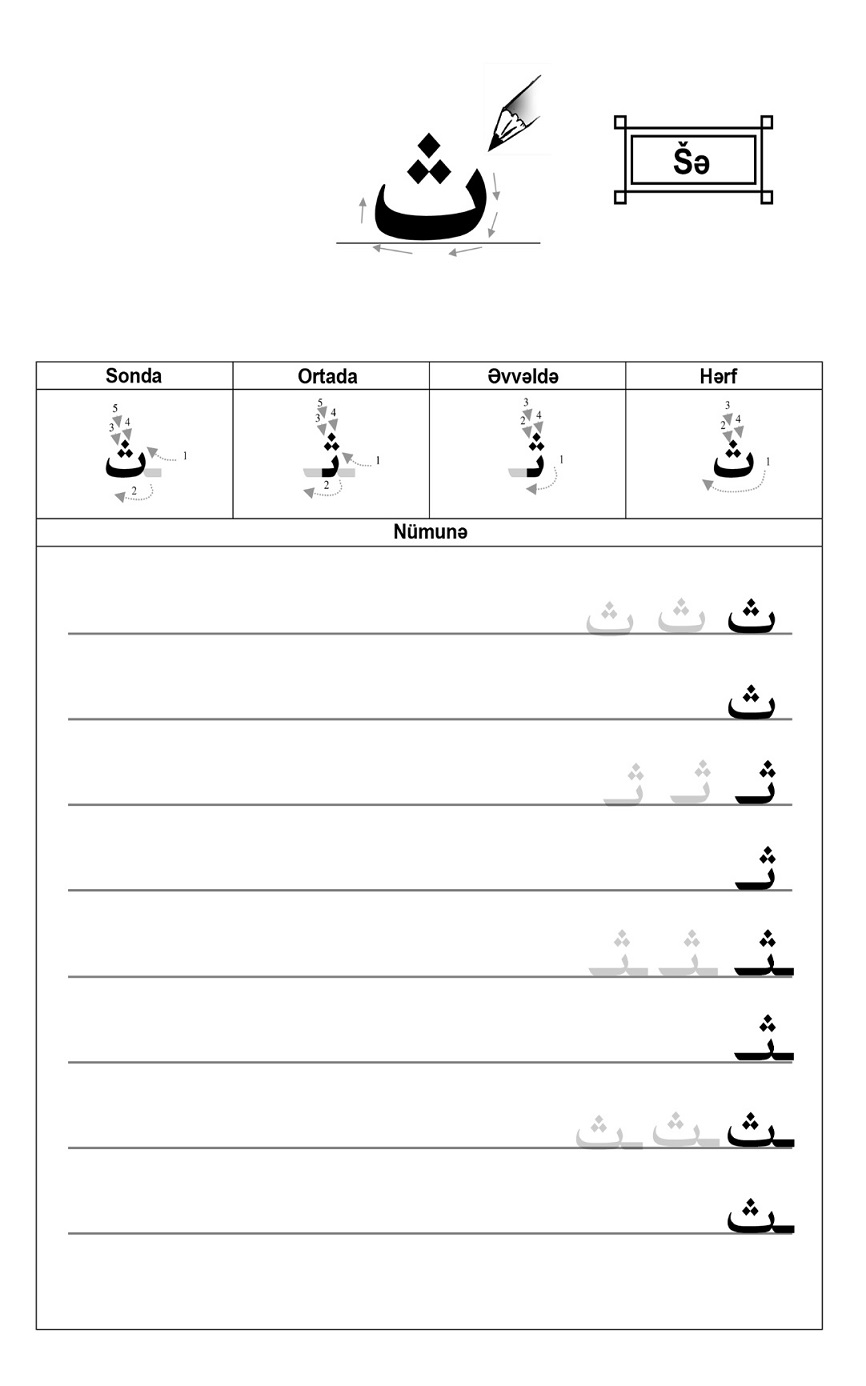 ث
Šə
Sonda Ortada Əvvəldə Hərf
5 3 4 1 2 ـث
5 3 4 1 2 ـثـ
3 2 4 1 ثـ
3 2 4 1 ث
Nümunə
ث ث ث
ث
ثـ ثـ ثـ
ثـ
ـثـ ـثـ ـثـ
ـثـ
ـث ـث ـث
ـث